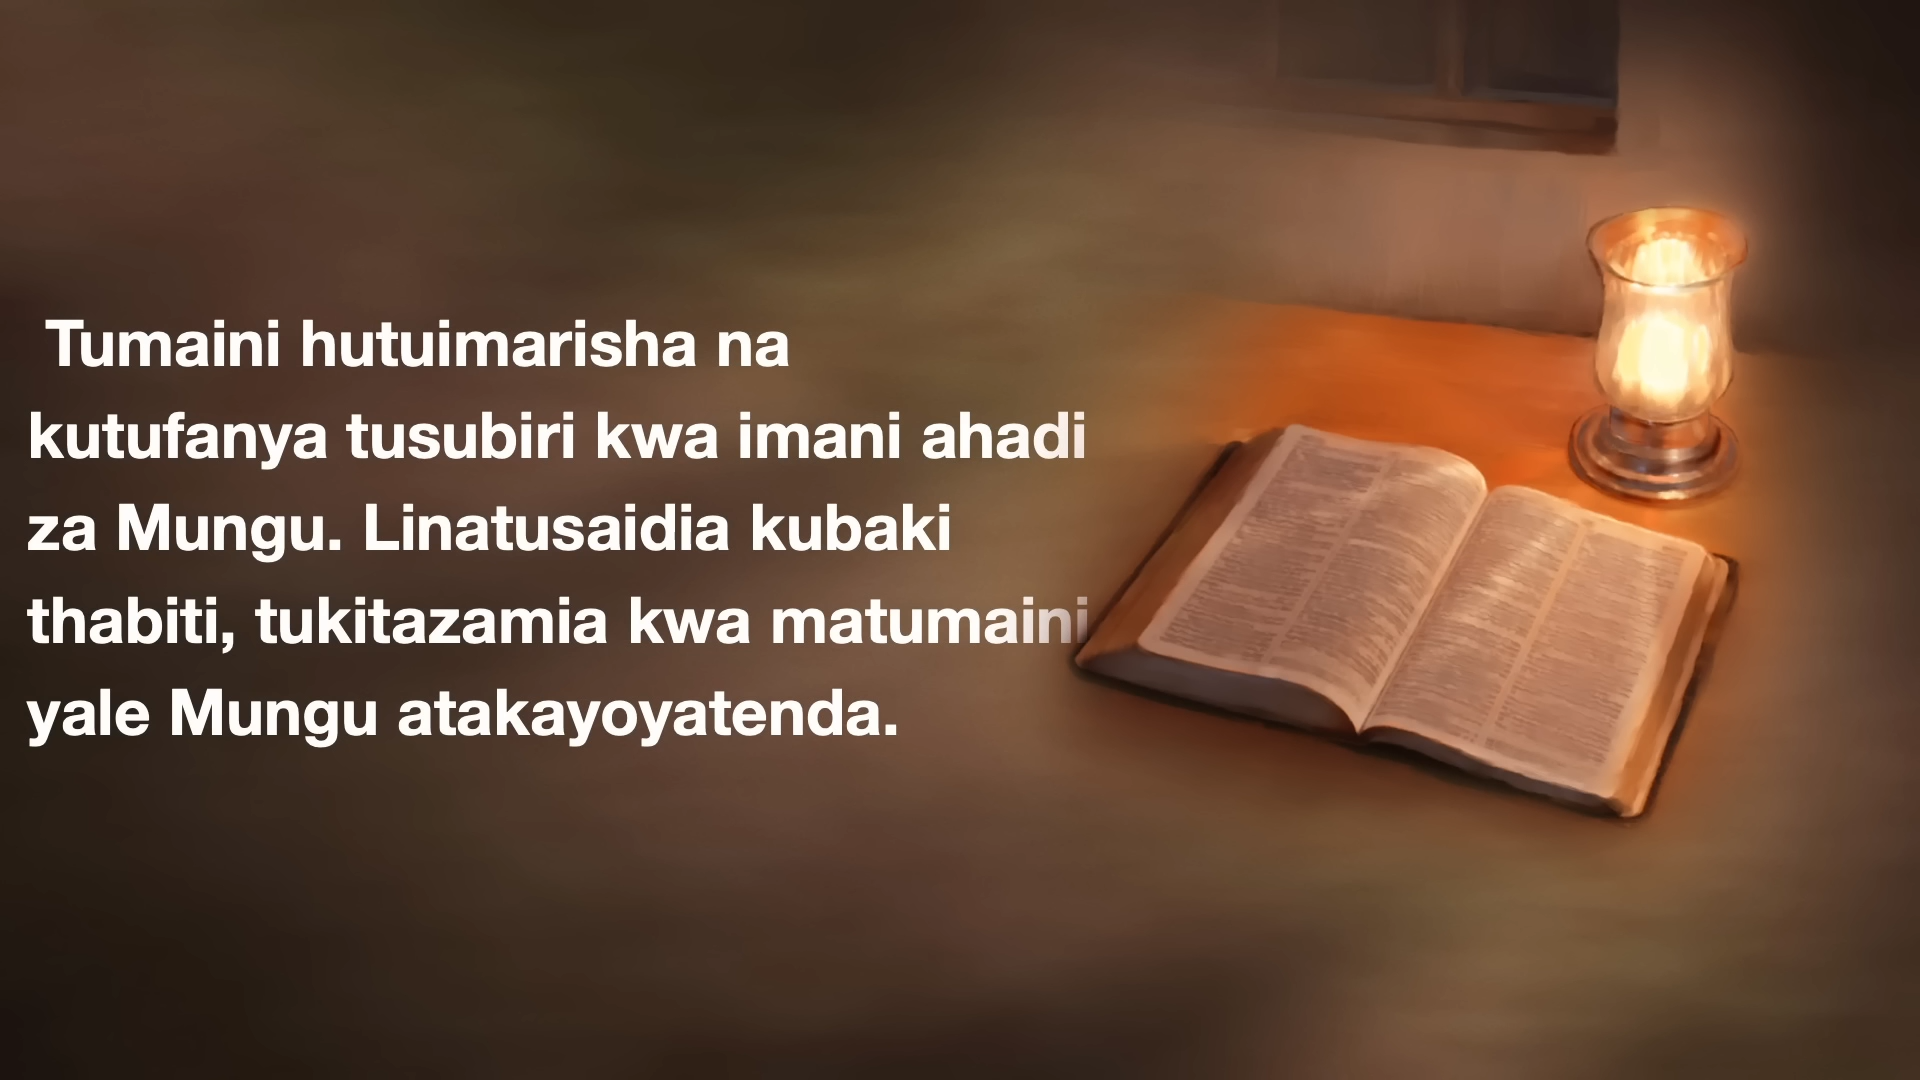 Tumaini hutuimarisha na
kutufanya tusubiri kwa imani ahadi
za Mungu. Linatusaidia kubaki
thabiti, tukitazamia kwa matumaini
yale Mungu atakayoyatenda.